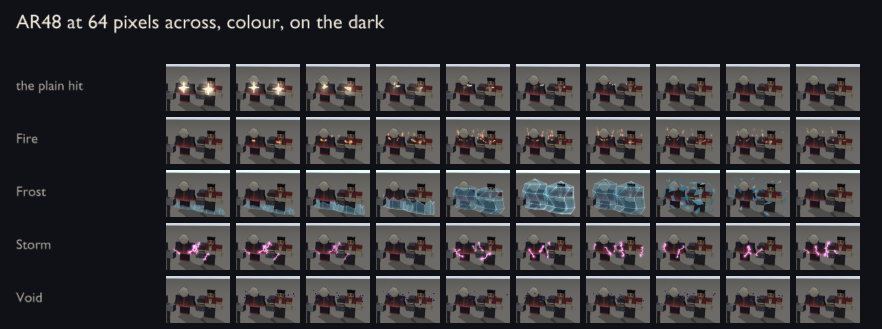 AR48 at 64 pixels across, colour, on the dark
the plain hit
Fire
Frost
Storm
Void